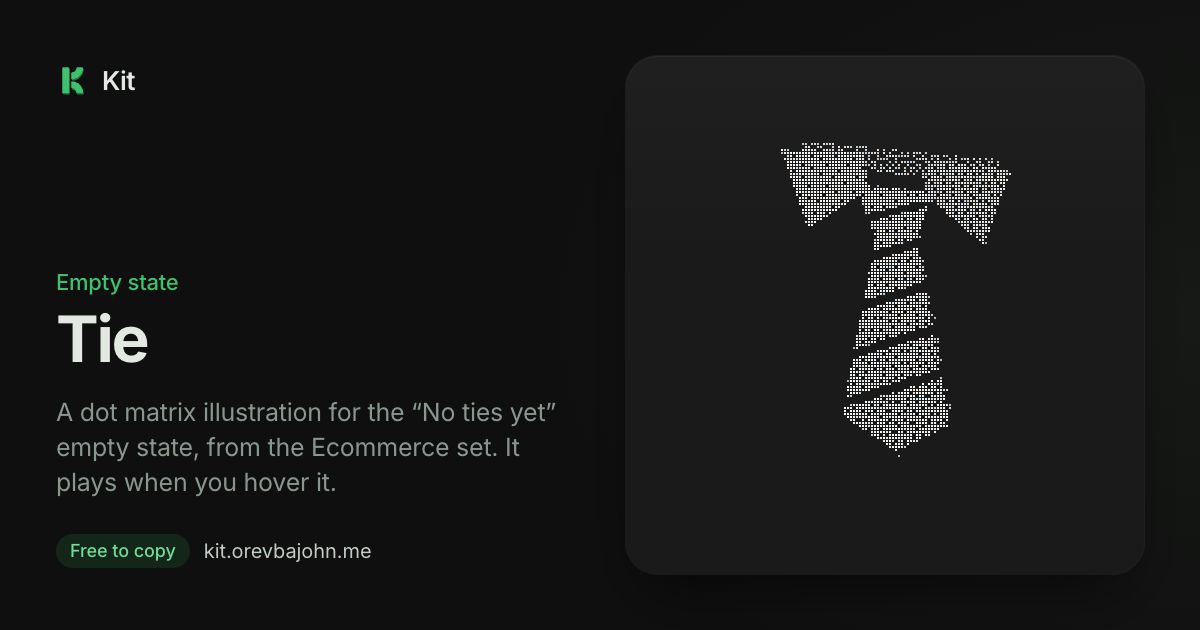 Kit
Empty state
Tie
A dot matrix illustration for the “No ties yet”
empty state, from the Ecommerce set. It
plays when you hover it.
Free to copy
kit.orevbajohn.me